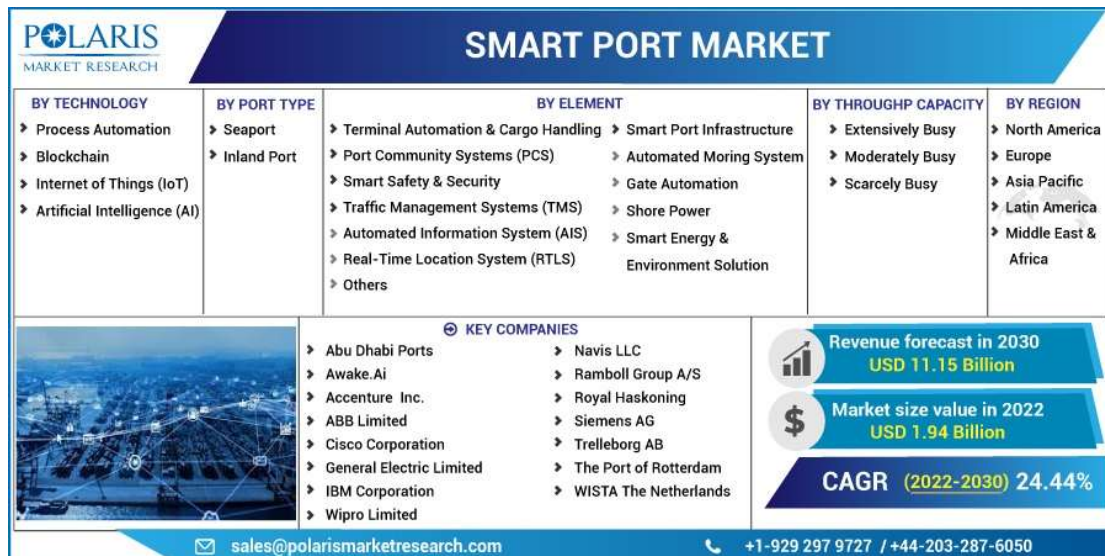 POLARIS
MARKET RESEARCH
SMART PORT MARKET
BY TECHNOLOGY
Process Automation
Blockchain
Internet of Things (IoT)
Artificial Intelligence (AI)
BY PORT TYPE
Seaport
Inland Port
BY ELEMENT
Terminal Automation & Cargo Handling
Port Community Systems (PCS)
Smart Safety & Security
Traffic Management Systems (TMS)
Automated Information System (AIS)
Real-Time Location System (RTLS)
Others
Smart Port Infrastructure
Automated Moring System
Gate Automation
Shore Power
Smart Energy &
Environment Solution
BY THROUGHP CAPACITY
Extensively Busy
Moderately Busy
Scarcely Busy
BY REGION
North America
Europe
Asia Pacific
Latin America
Middle East &
Africa
KEY COMPANIES
Abu Dhabi Ports
Awake.Ai
Accenture Inc.
ABB Limited
Cisco Corporation
General Electric Limited
IBM Corporation
Wipro Limited
Navis LLC
Ramboll Group A/S
Royal Haskoning
Siemens AG
Trelleborg AB
The Port of Rotterdam
WISTA The Netherlands
Revenue forecast in 2030
USD 11.15 Billion
$
Market size value in 2022
USD 1.94 Billion
CAGR (2022-2030) 24.44%
sales@polarismarketresearch.com
+1-929 297 9727 / +44-203-287-6050